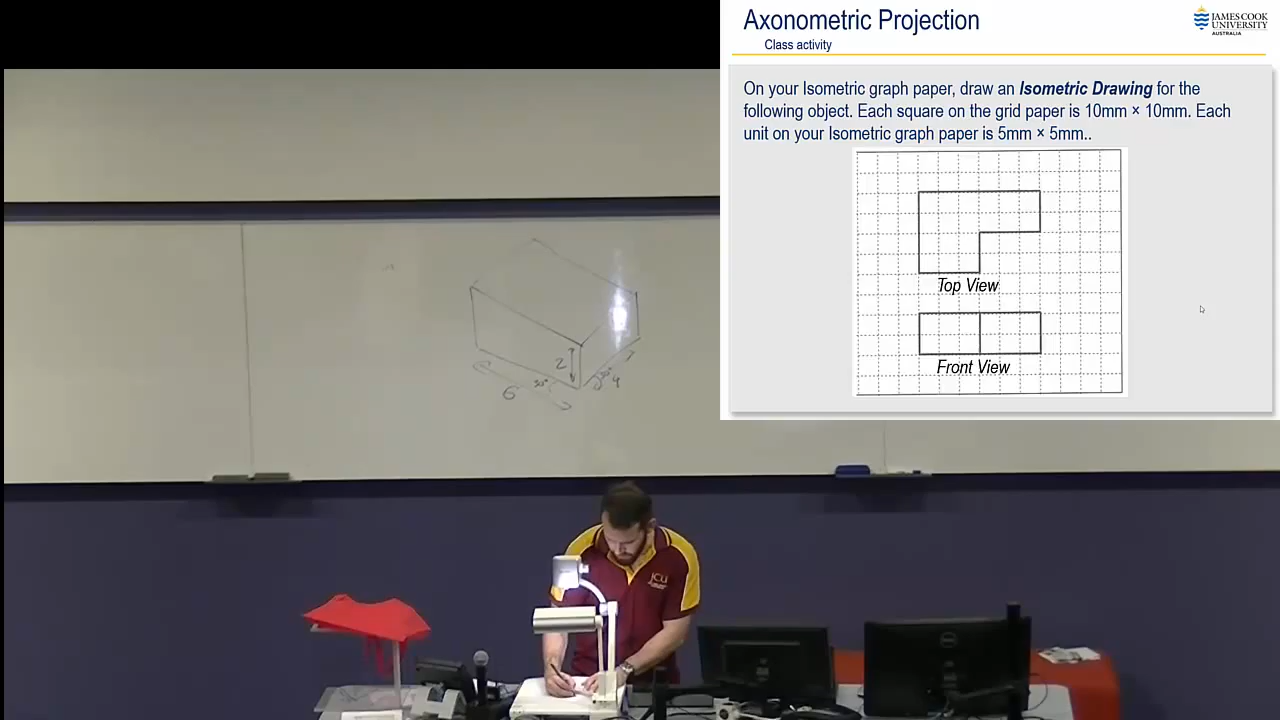 Axonometric Projection
Class activity
JAMES COOK
UNIVERSITY
AUSTRALIA
On your Isometric graph paper, draw an Isometric Drawing for the
following object. Each square on the grid paper is 10mm × 10mm. Each
unit on your Isometric graph paper is 5mm × 5mm..
Top View
Front View
2
30°
30°
6
4
JCU